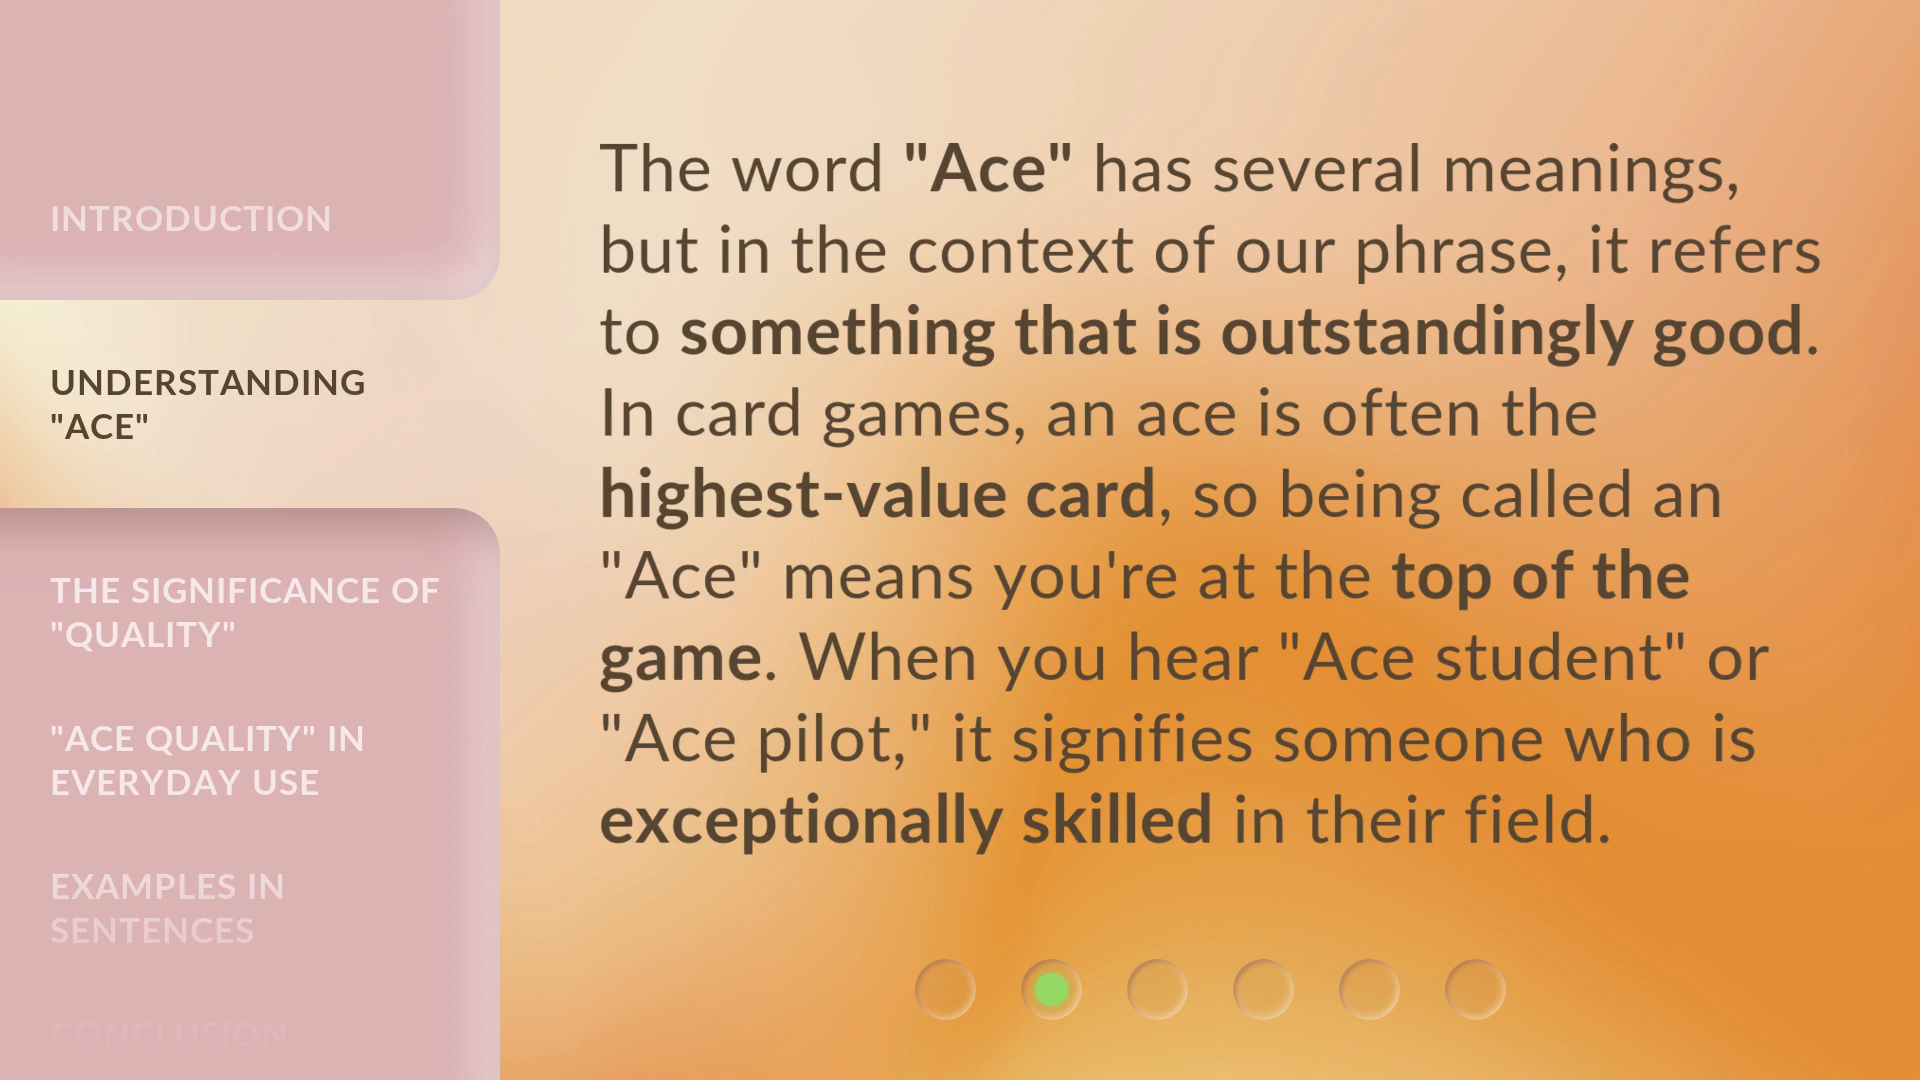 INTRODUCTION
UNDERSTANDING
"ACE"
THE SIGNIFICANCE OF
"QUALITY"
"ACE QUALITY" IN
EVERYDAY USE
EXAMPLES IN
SENTENCES
CONCLUSION
The word "Ace" has several meanings,
but in the context of our phrase, it refers
to something that is outstandingly good.
In card games, an ace is often the
highest-value card, so being called an
"Ace" means you're at the top of the
game. When you hear "Ace student" or
"Ace pilot," it signifies someone who is
exceptionally skilled in their field.